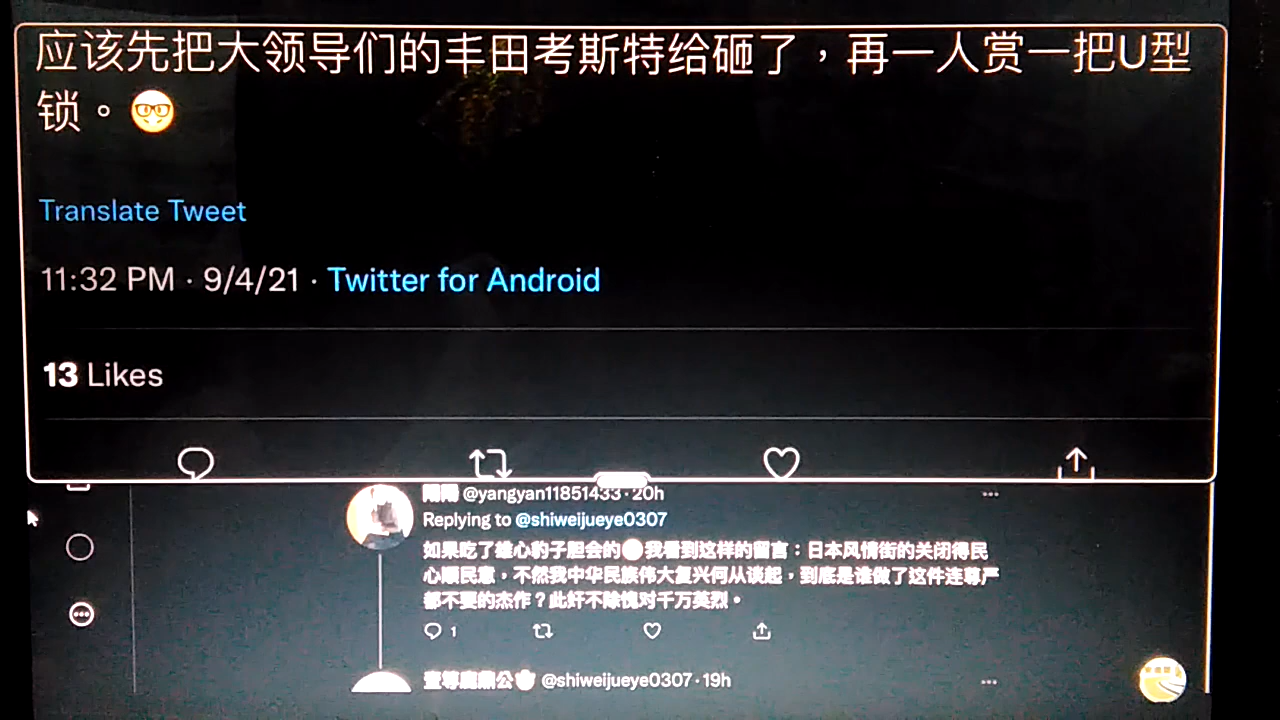 应该先把大领导们的丰田考斯特给砸了，再一人赏一把U型
锁。🤓
Translate Tweet
11:32 PM · 9/4/21 · Twitter for Android
13 Likes
@yangyan11851433 · 20h
Replying to @shiweijueye0307
如果吃了雄心豹子胆会的 我看到这样的留言：日本风情街的关闭得民
心顺民意，不然我中华民族伟大复兴何从谈起，到底是谁做了这件连尊严
都不要的杰作？此奸不除愧对千万英烈。
1
@shiweijueye0307 · 19h